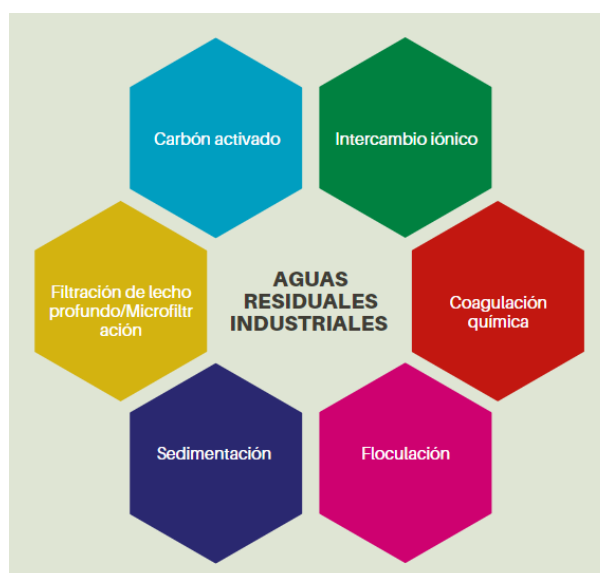 Carbón activado
Intercambio iónico
Filtración de lecho
profundo/Microfiltr
ación
AGUAS
RESIDUALES
INDUSTRIALES
Coagulación
química
Sedimentación
Floculación